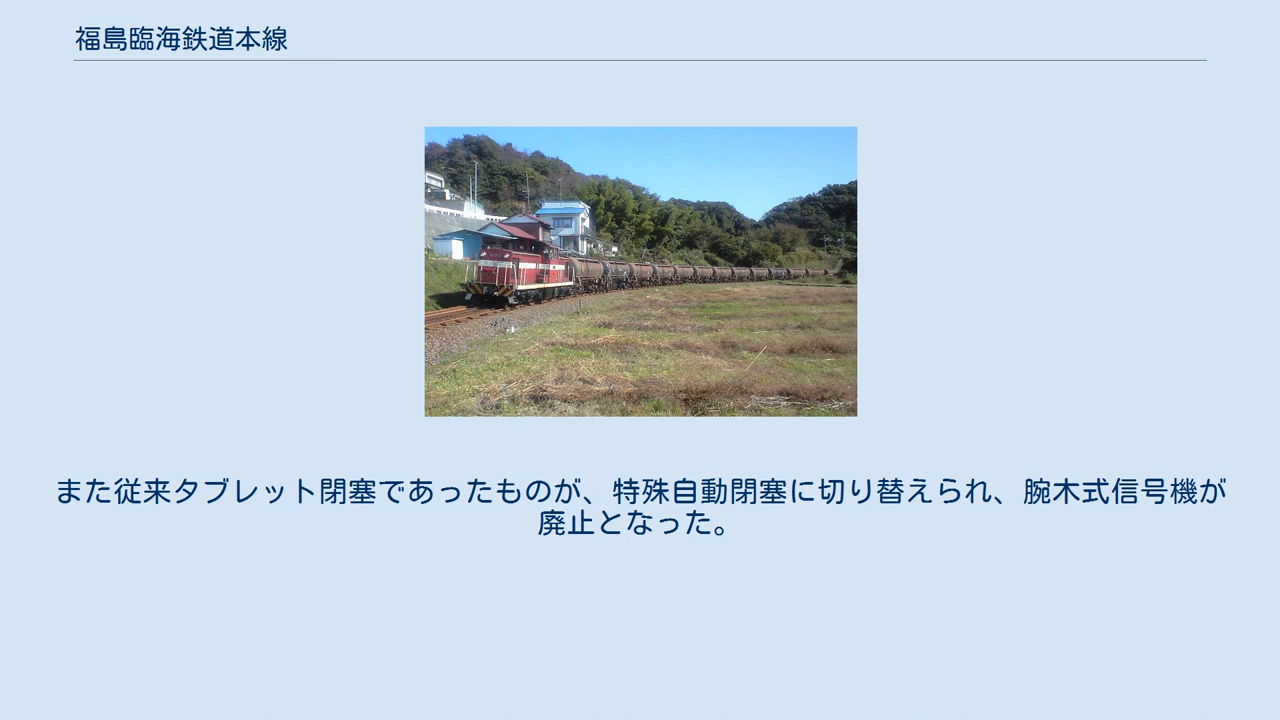 福島臨海鉄道本線
また従来タブレット閉塞であったものが、特殊自動閉塞に切り替えられ、腕木式信号機が
廃止となった。